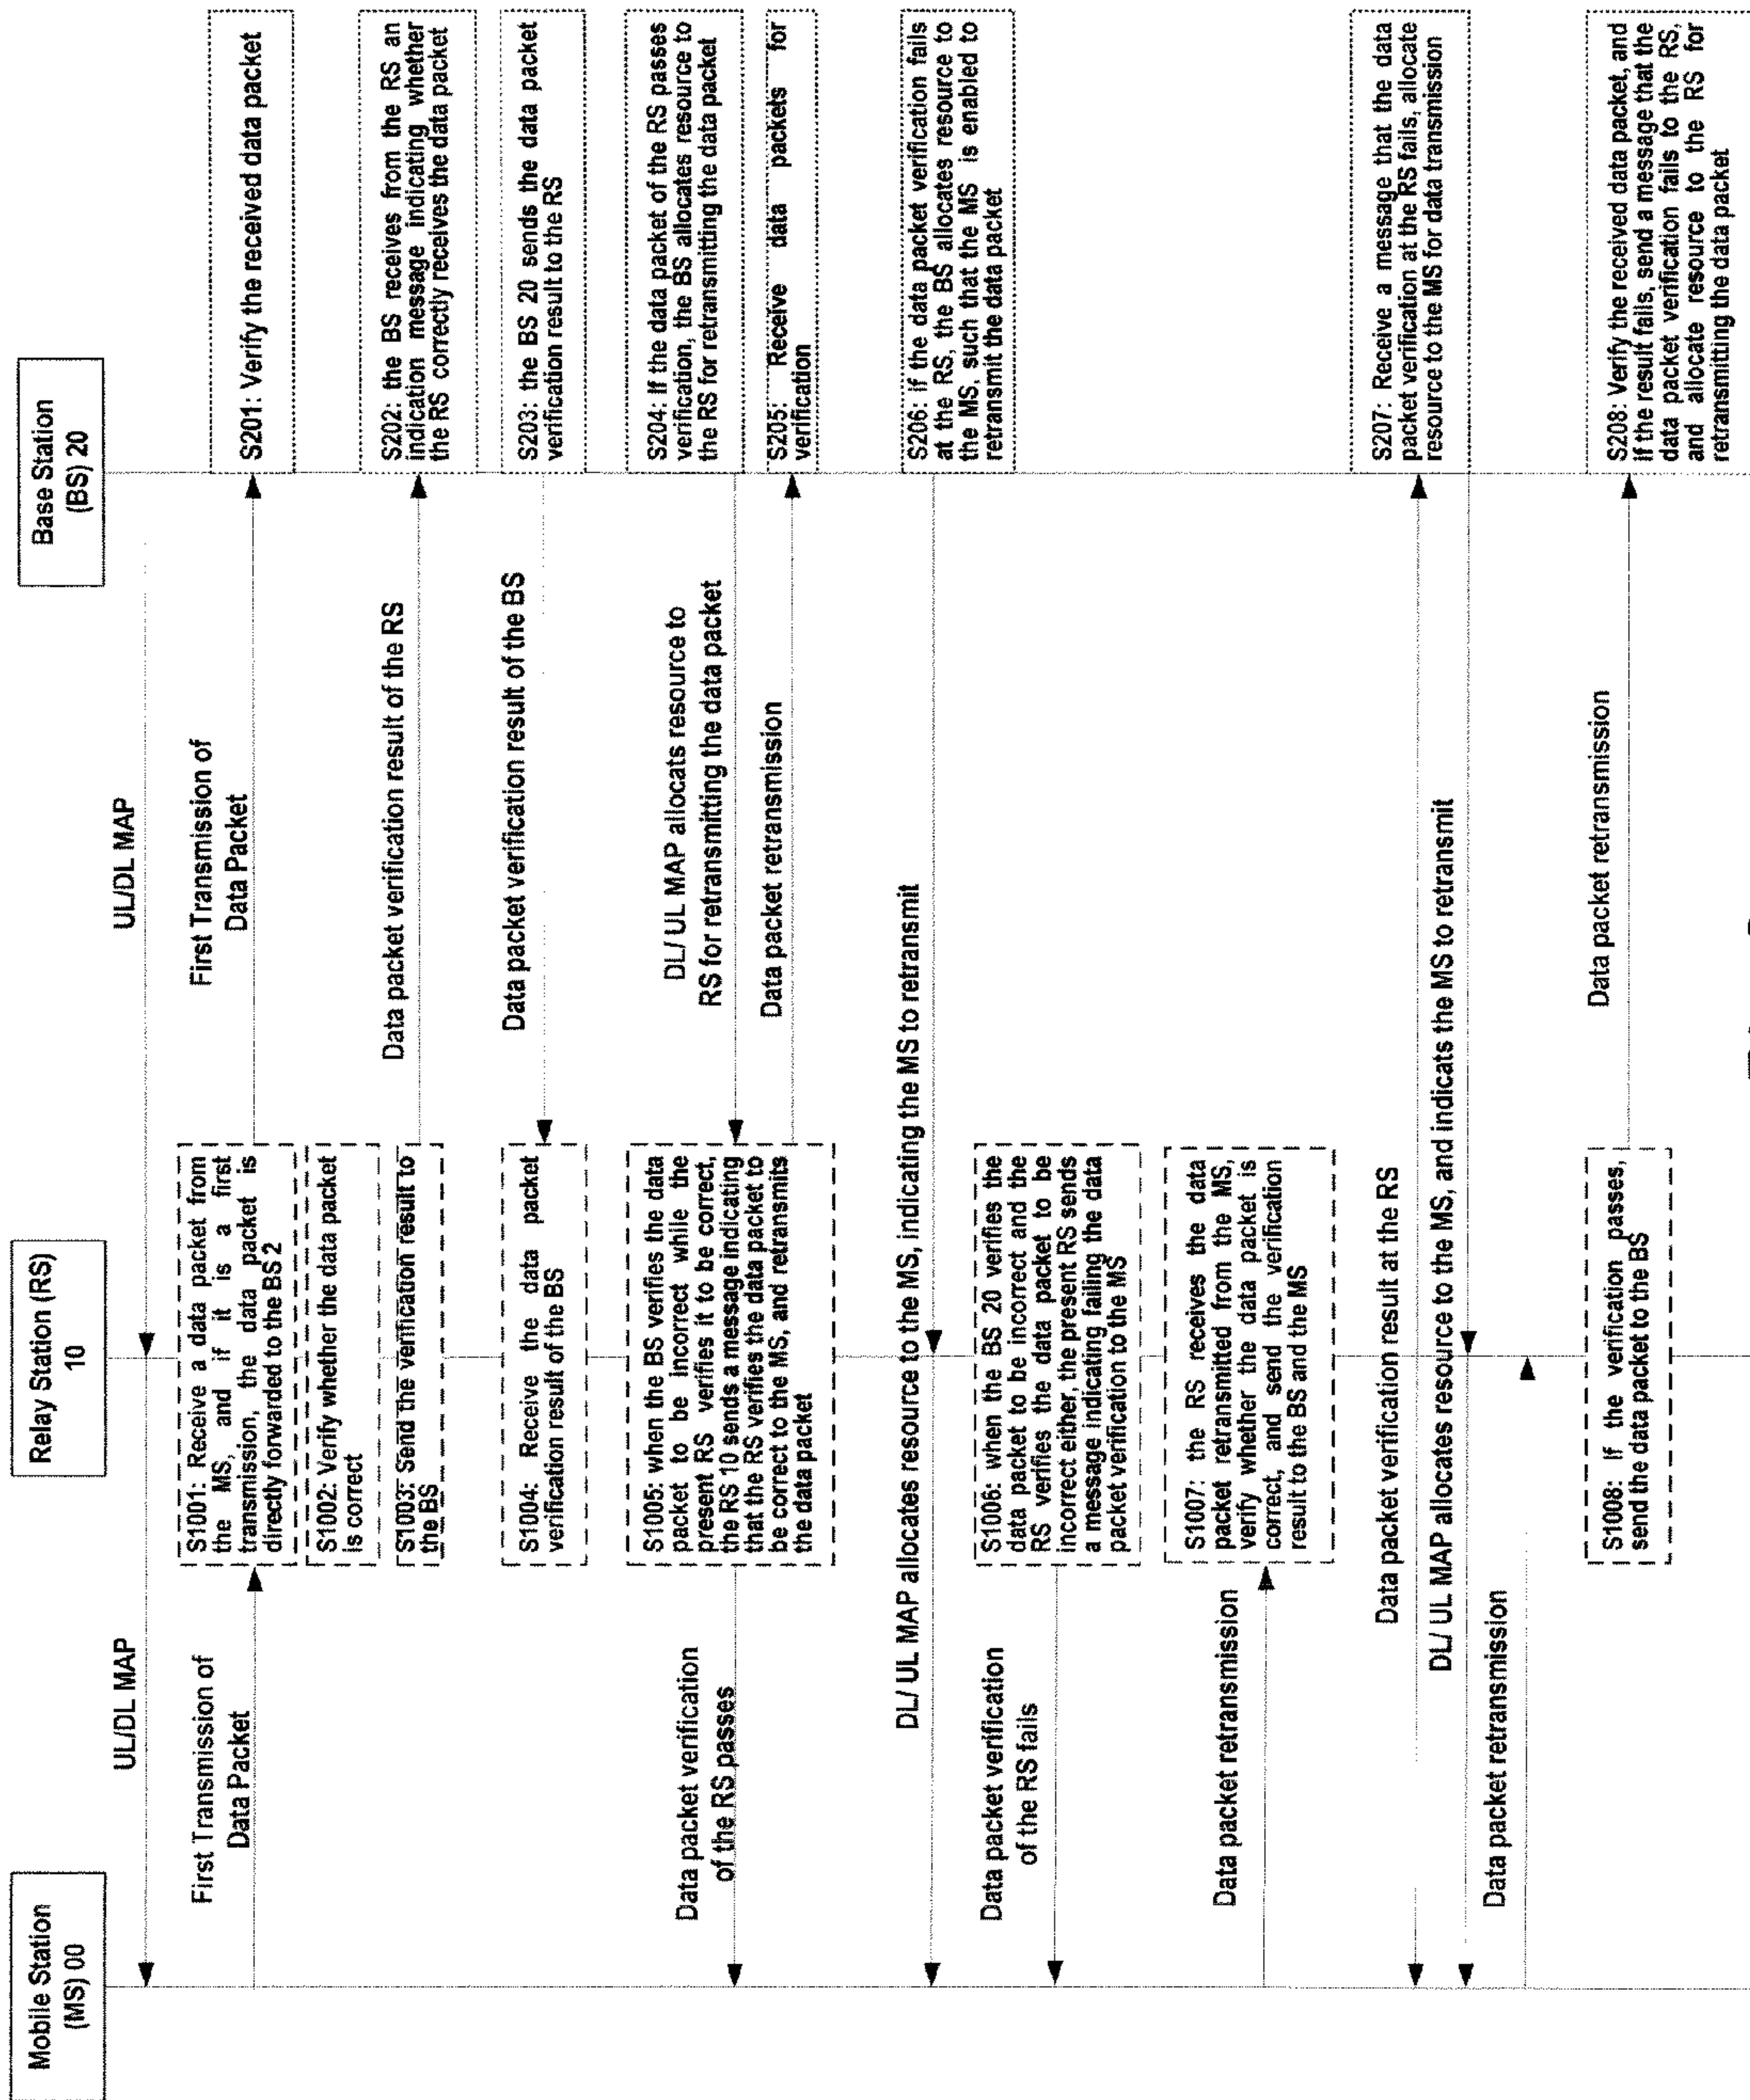 Mobile Station
(MS) 00
Relay Station (RS)
10
Base Station
(BS) 20
UL/DL MAP
UL/DL MAP
First Transmission of
Data Packet
S1001: Receive a data packet from
the MS, and if it is a first
transmission, the data packet is
directly forwarded to the BS 2
First Transmission of
Data Packet
S201: Verify the received data packet
S1002: Verify whether the data packet
is correct
S1003: Send the verification result to
the BS
Data packet verification result of the RS
S202: the BS receives from the RS an
indication message indicating whether
the RS correctly receives the data packet
S1004: Receive the data packet
verification result of the BS
Data packet verification result of the BS
S203: the BS 20 sends the data packet
verification result to the RS
Data packet verification
of the RS passes
S1005: when the BS verifies the data
packet to be incorrect while the
present RS verifies it to be correct,
the RS 10 sends a message indicating
that the RS verifies the data packet to
be correct to the MS, and retransmits
the data packet
DL/ UL MAP allocats resource to
RS for retransmitting the data packet
Data packet retransmission
S204: If the data packet of the RS passes
verification, the BS allocates resource to
the RS for retransmitting the data packet
S205: Receive data packets for
verification
DL/ UL MAP allocates resource to the MS, indicating the MS to retransmit
S206: if the data packet verification fails
at the RS, the BS allocates resource to
the MS, such that the MS is enabled to
retransmit the data packet
Data packet verification
of the RS fails
S1006: when the BS 20 verifies the
data packet to be incorrect and the
RS verifies the data packet to be
incorrect either, the present RS sends
a message indicating failing the data
packet verification to the MS
Data packet retransmission
S1007: the RS receives the data
packet retransmitted from the MS,
verify whether the data packet is
correct, and send the verification
result to the BS and the MS
Data packet verification result at the RS
S207: Receive a message that the data
packet verification at the RS fails, allocate
resource to the MS for data transmission
DL/ UL MAP allocates resource to the MS, and indicats the MS to retransmit
Data packet retransmission
S1008: If the verification passes,
send the data packet to the BS
Data packet retransmission
S208: Verify the received data packet, and
if the result fails, send a message that the
data packet verification fails to the RS,
and allocate resource to the RS for
retransmitting the data packet